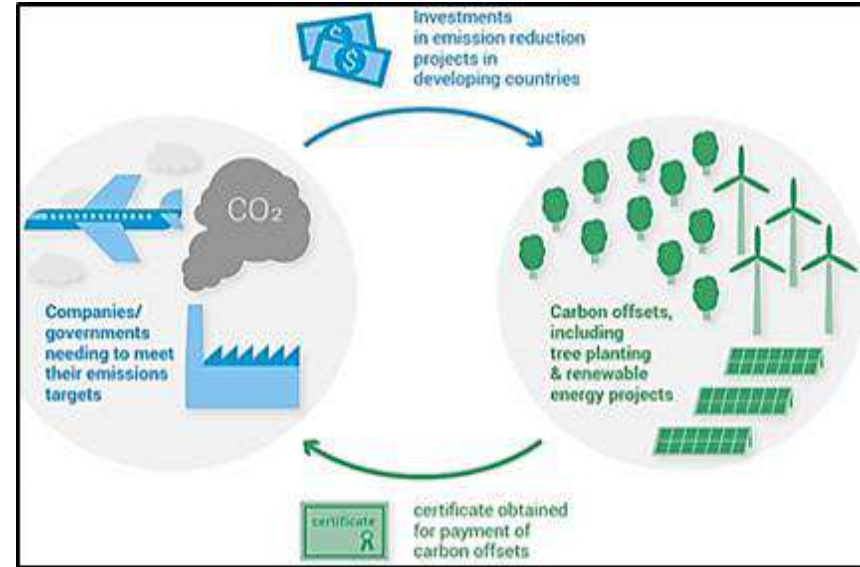 Investments
in emission reduction
projects in
developing countries
$
$
CO₂
Companies/
governments
needing to meet
their emissions
targets
Carbon offsets,
including
tree planting
& renewable
energy projects
certificate
certificate obtained
for payment of
carbon offsets